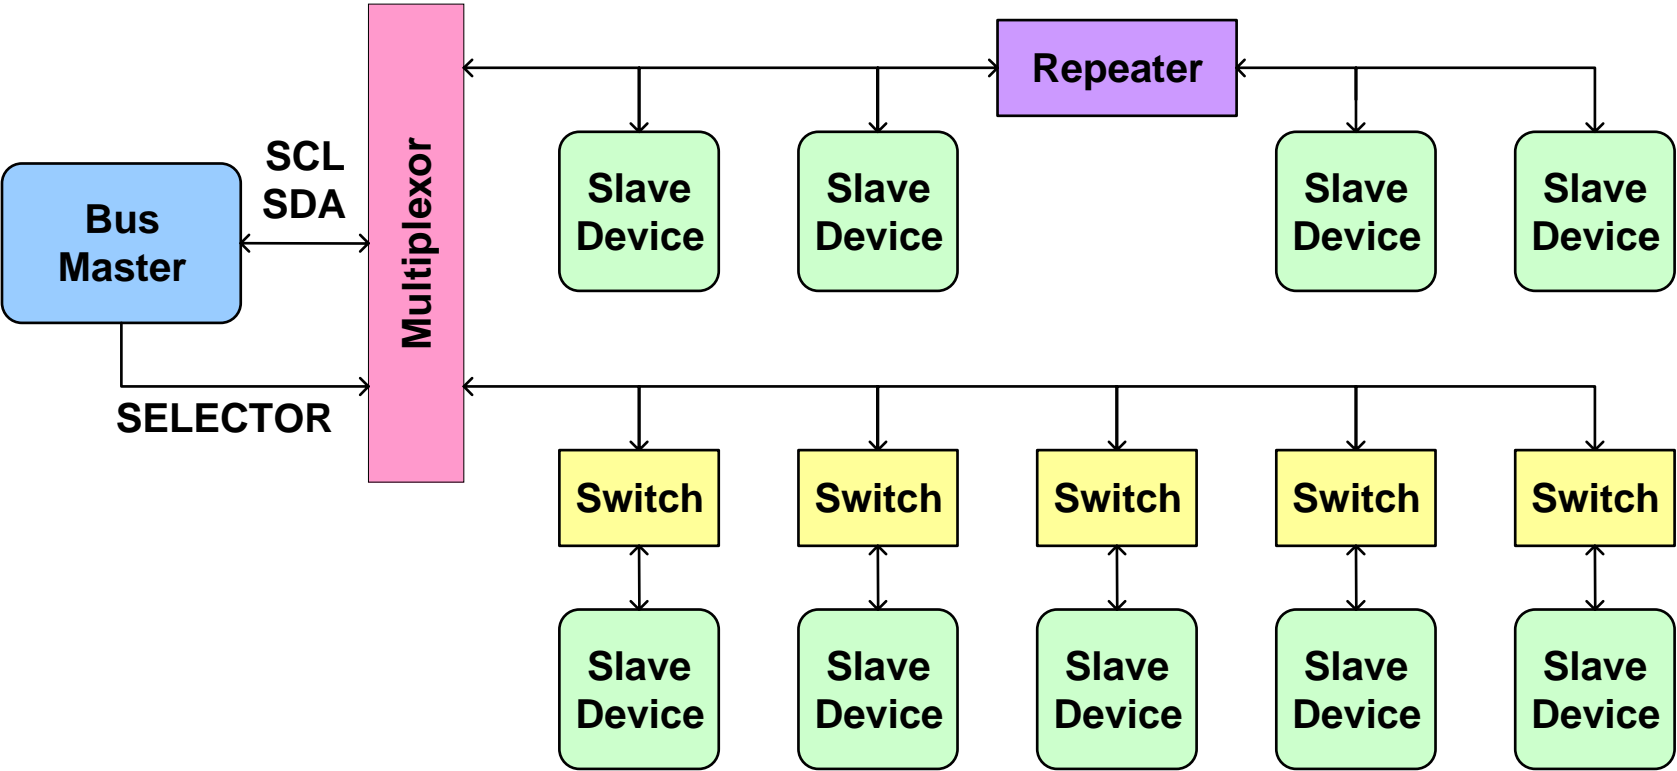 Repeater
SCL
SDA
Bus
Master
Multiplexor
Slave
Device
Slave
Device
Slave
Device
Slave
Device
SELECTOR
Switch
Switch
Switch
Switch
Switch
Slave
Device
Slave
Device
Slave
Device
Slave
Device
Slave
Device